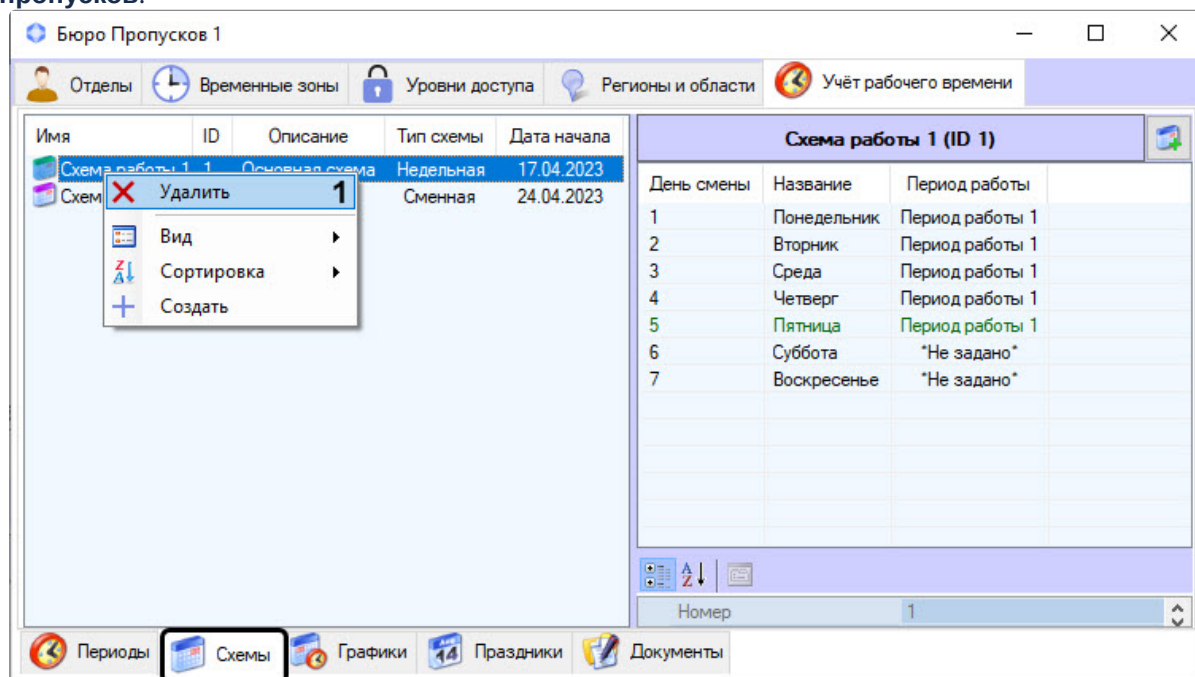 пропусков.
Бюро Пропусков 1
Отделы Временные зоны Уровни доступа Регионы и области Учёт рабочего времени
Имя ID Описание Тип схемы Дата начала
Схема работы 1 1 Основная схема Недельная 17.04.2023
Схем Сменная 24.04.2023
Удалить 1
Вид
Сортировка
Создать
Схема работы 1 (ID 1)
День смены Название Период работы
1 Понедельник Период работы 1
2 Вторник Период работы 1
3 Среда Период работы 1
4 Четверг Период работы 1
5 Пятница Период работы 1
6 Суббота *Не задано*
7 Воскресенье *Не задано*
Номер 1
Периоды Схемы Графики Праздники Документы